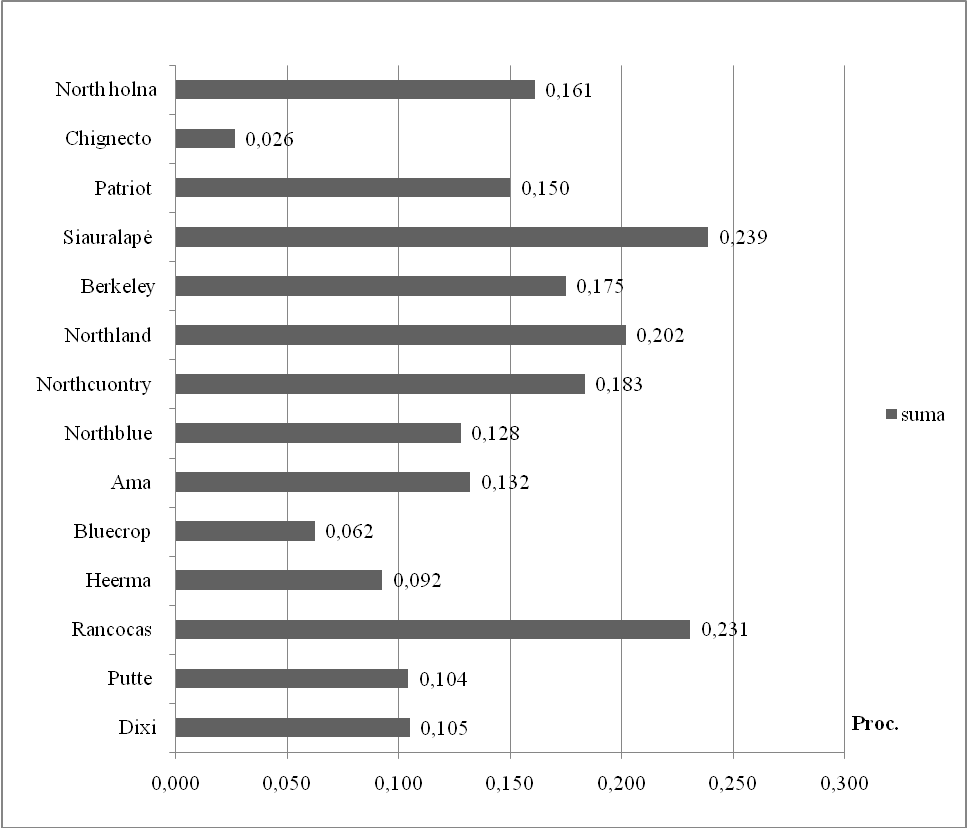 North holna 0,161
Chignecto 0,026
Patriot 0,150
Siauralapė 0,239
Berkeley 0,175
Northland 0,202
Northcuontry 0,183
suma
Northblue 0,128
Ama 0,132
Bluecrop 0,062
Heerma 0,092
Rancocas 0,231
Putte 0,104
Dixi 0,105
Proc.
0,000 0,050 0,100 0,150 0,200 0,250 0,300